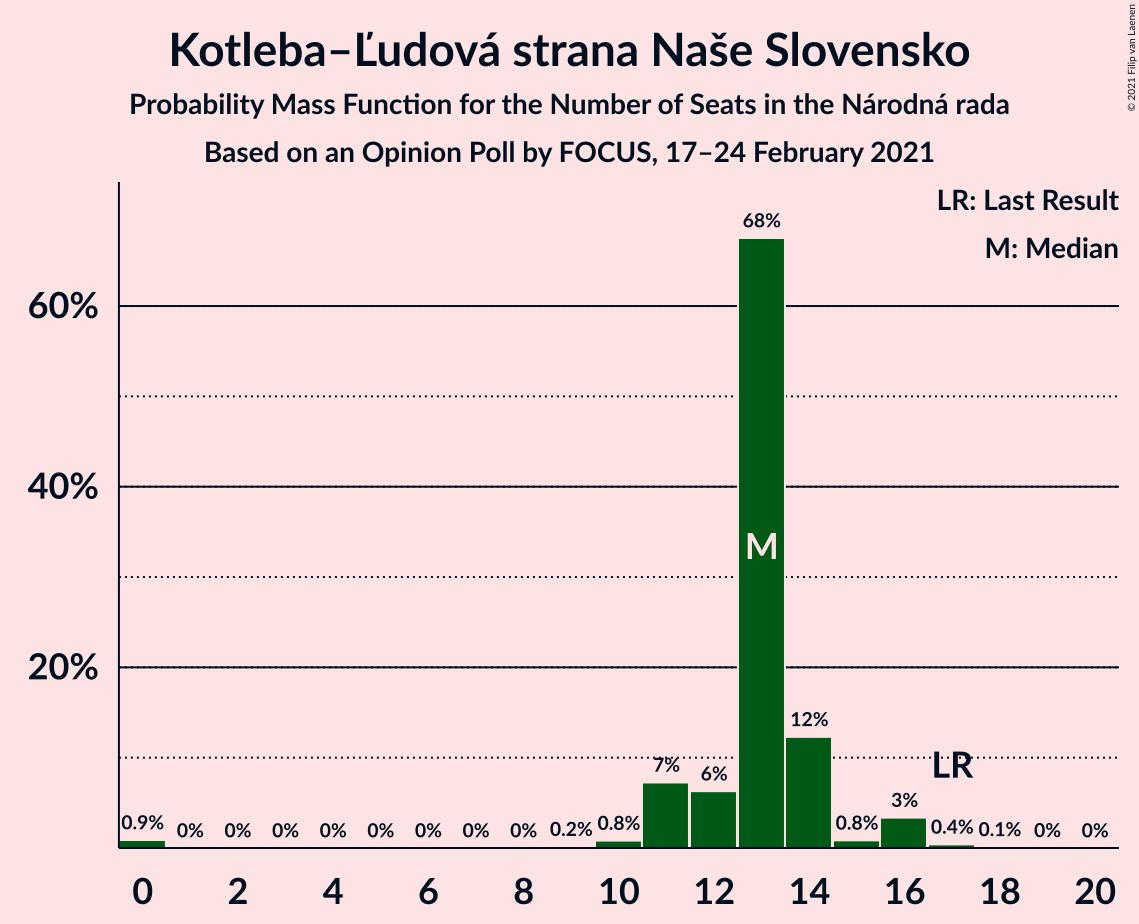 Kotleba–Ľudová strana Naše Slovensko
Probability Mass Function for the Number of Seats in the Národná rada
Based on an Opinion Poll by FOCUS, 17–24 February 2021
© 2021 Filip van Laenen
LR: Last Result
M: Median
60%
40%
20%
0.9% 0% 0% 0% 0% 0% 0% 0% 0% 0.2% 0.8% 7% 6% 68% 12% 0.8% 3% 0.4% 0.1% 0% 0%
M
LR
0 2 4 6 8 10 12 14 16 18 20